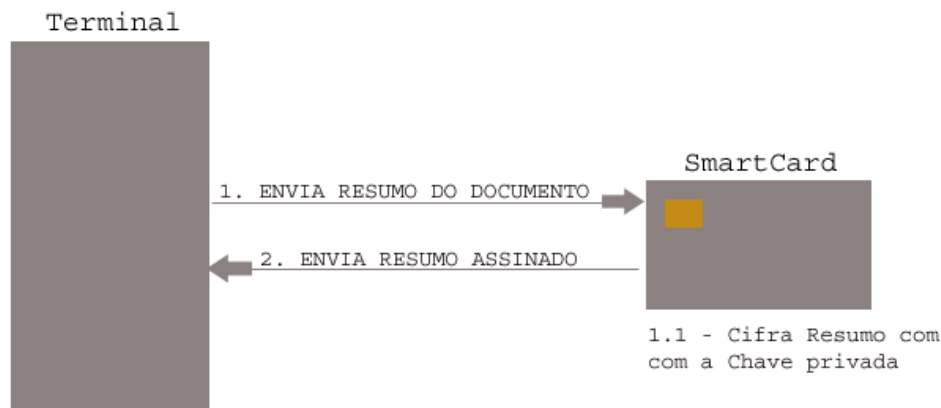 Terminal
SmartCard
1. ENVIA RESUMO DO DOCUMENTO
2. ENVIA RESUMO ASSINADO
1.1 - Cifra Resumo com
com a Chave privada